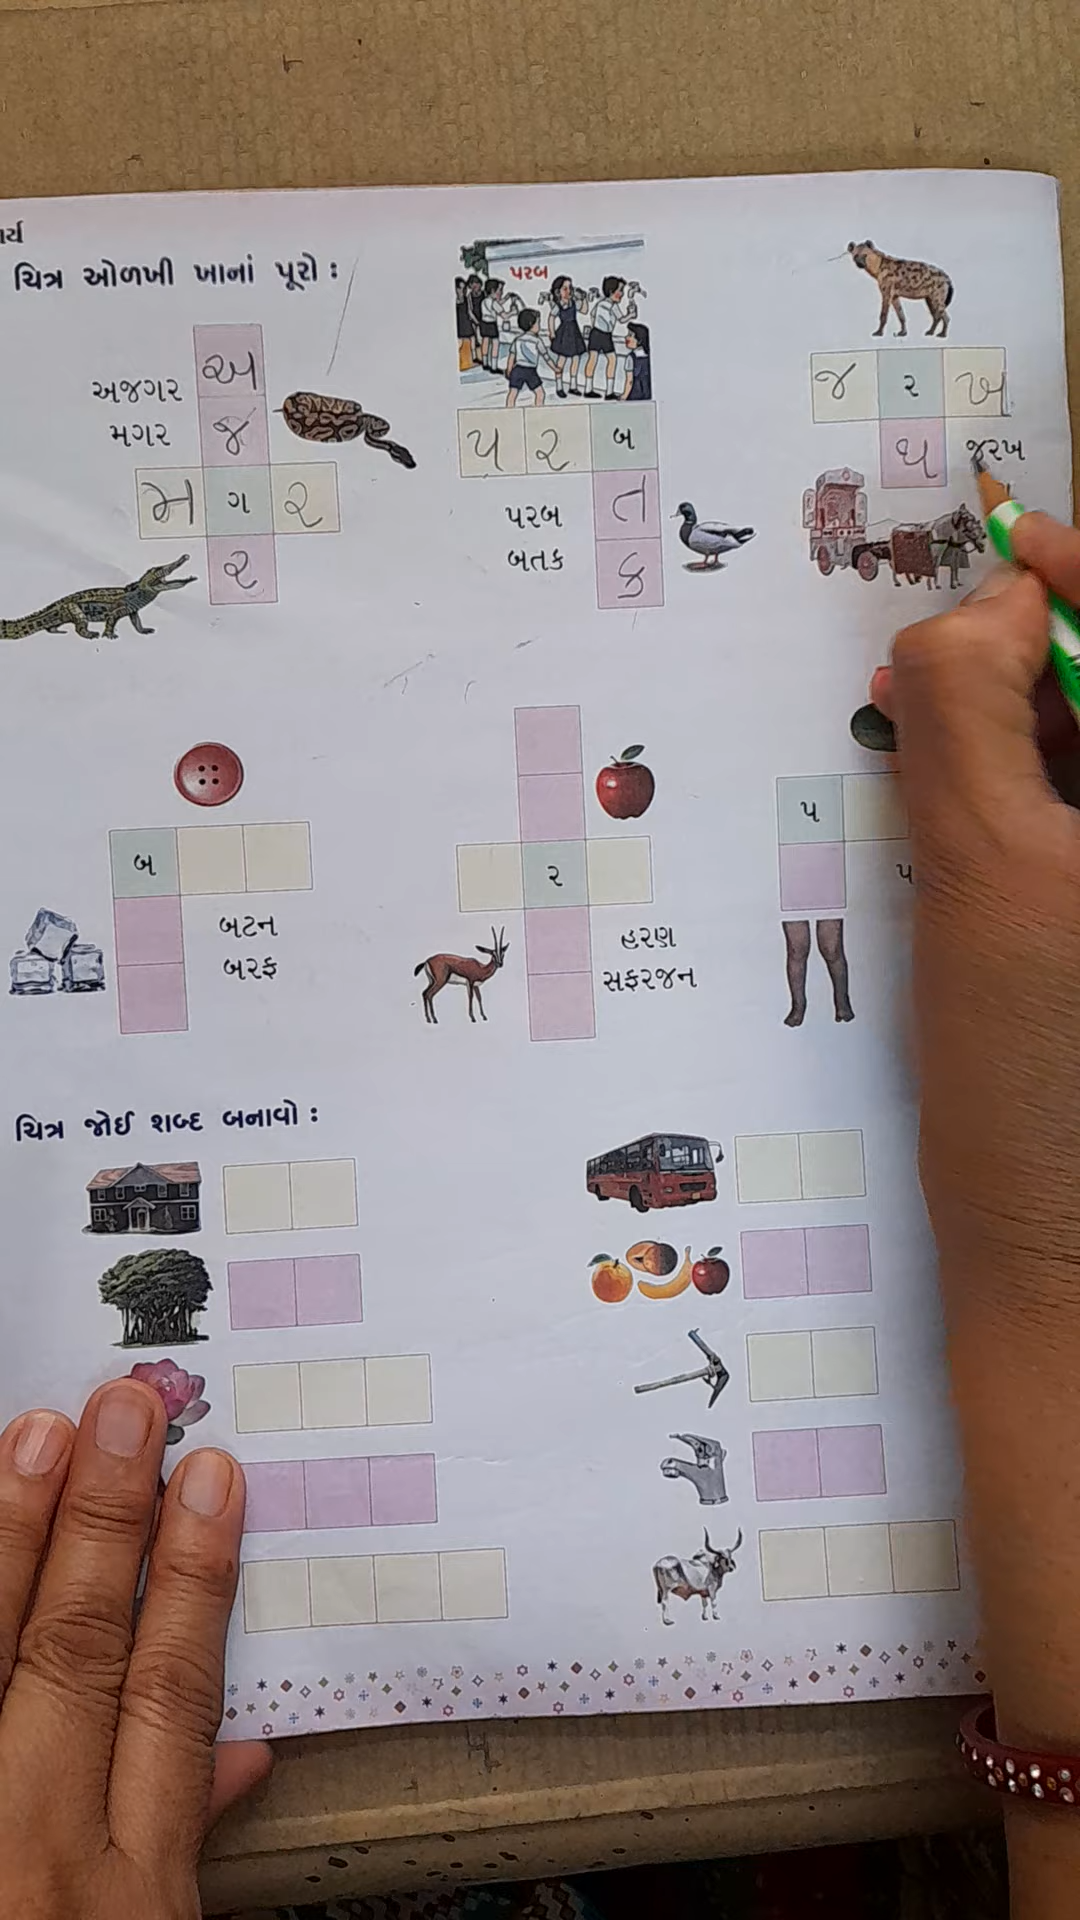 ચિત્ર ઓળખી ખાનાં પૂરો :
અ
અજગર
મગર
જ
મ ગ ર
ર
પરબ
પ ર બ
પરબ
બતક
ત
ક
જ ર ખ
થ
જરખ
બ
બટન
બરફ
ર
હરણ
સફરજન
પ
પ
ચિત્ર જોઈ શબ્દ બનાવો :